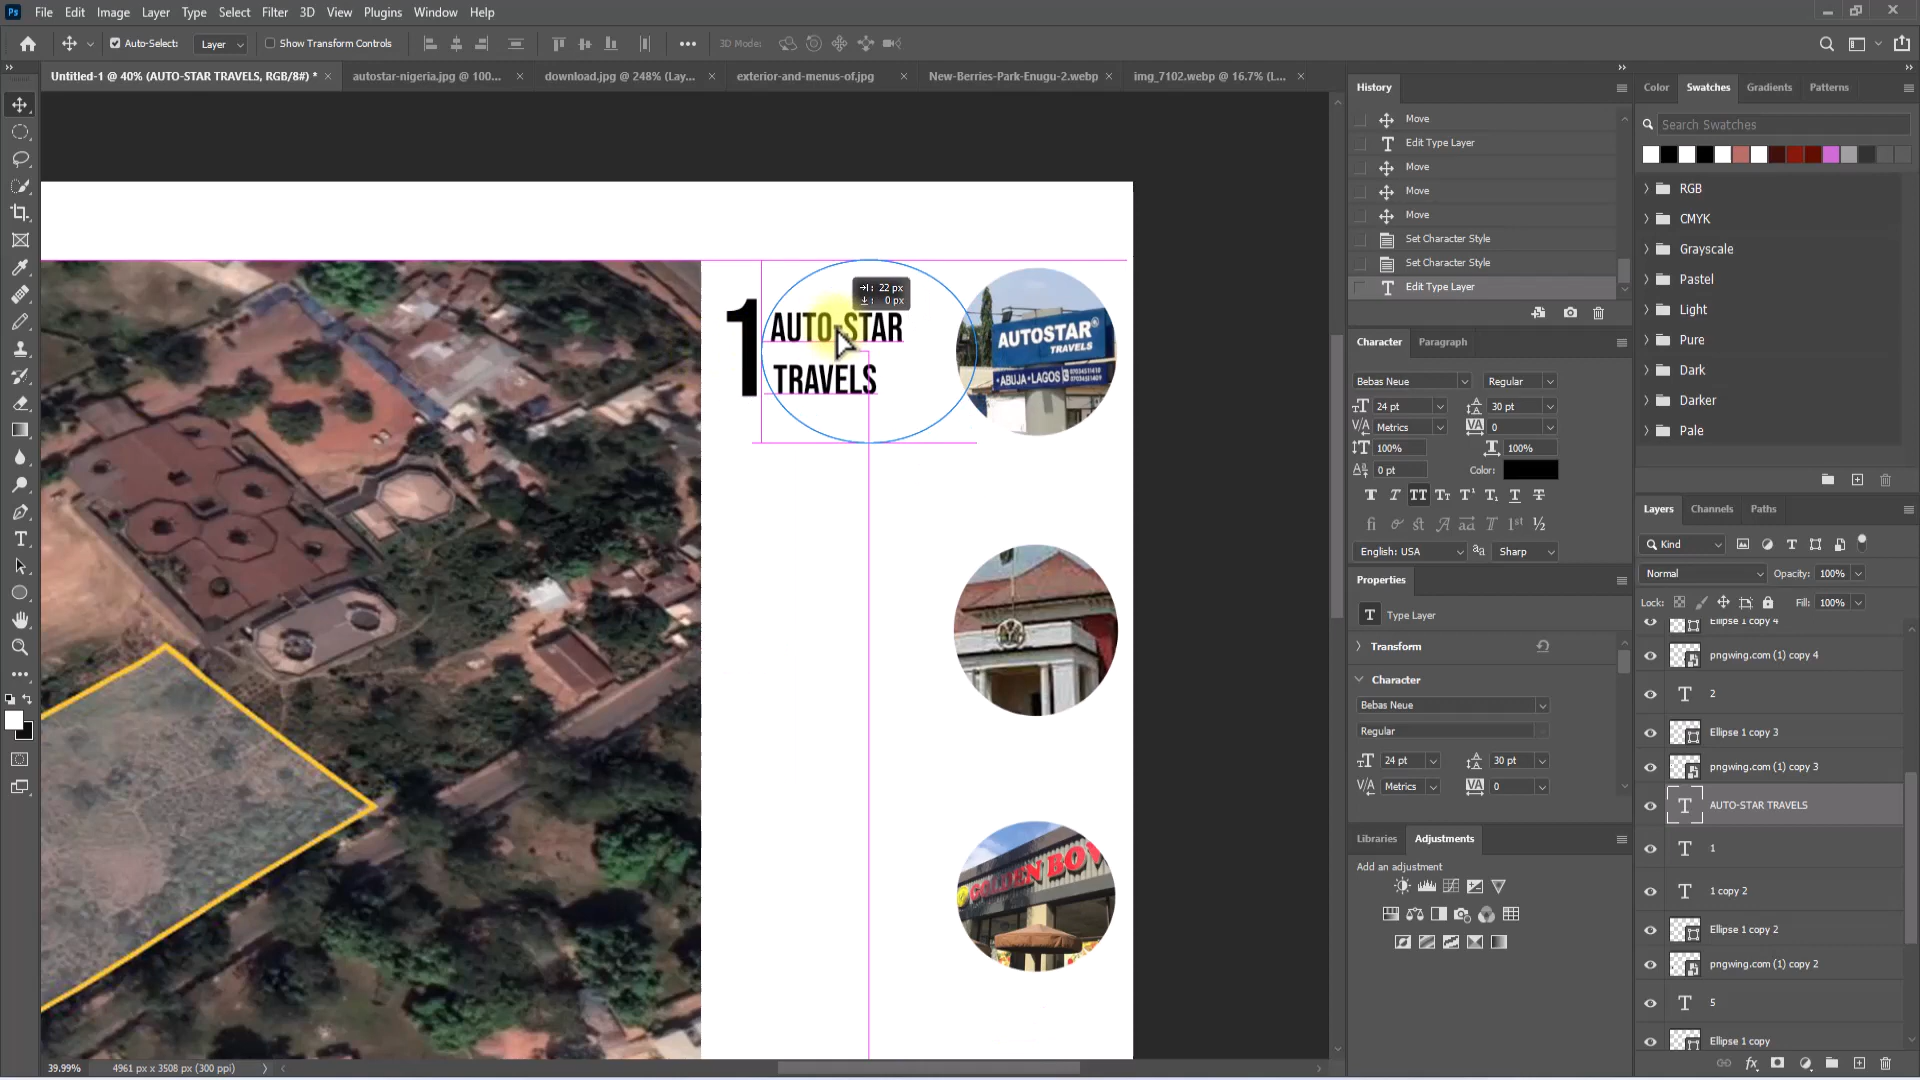 Ps File Edit Image Layer Type Select Filter 3D View Plugins Window Help
Auto-Select: Layer Show Transform Controls 3D Mode:
Untitled-1 @ 40% (AUTO-STAR TRAVELS, RGB/8#) * autostar-nigeria.jpg @ 100... download.jpg @ 248% (Lay... exterior-and-menus-of.jpg New-Berries-Park-Enugu-2.webp img_7102.webp @ 16.7% (L...
22 px
0 px
1
AUTO-STAR
TRAVELS
AUTOSTAR®
TRAVELS
•ABUJA•LAGOS
GOLDEN BOW
39.99% 4961 px x 3508 px (300 ppi)
History
Move
Edit Type Layer
Move
Move
Move
Set Character Style
Set Character Style
Edit Type Layer
Character Paragraph
Bebas Neue Regular
24 pt 30 pt
Metrics 0
100% 100%
0 pt Color:
English: USA Sharp
Properties
Type Layer
Transform
Character
Bebas Neue
Regular
24 pt 30 pt
Metrics 0
Libraries Adjustments
Add an adjustment
Color Swatches Gradients Patterns
Search Swatches
RGB
CMYK
Grayscale
Pastel
Light
Pure
Dark
Darker
Pale
Layers Channels Paths
Kind
Normal Opacity: 100%
Lock: Fill: 100%
Ellipse 1 copy 4
pngwing.com (1) copy 4
2
Ellipse 1 copy 3
pngwing.com (1) copy 3
AUTO-STAR TRAVELS
1
1 copy 2
Ellipse 1 copy 2
pngwing.com (1) copy 2
5
Ellipse 1 copy